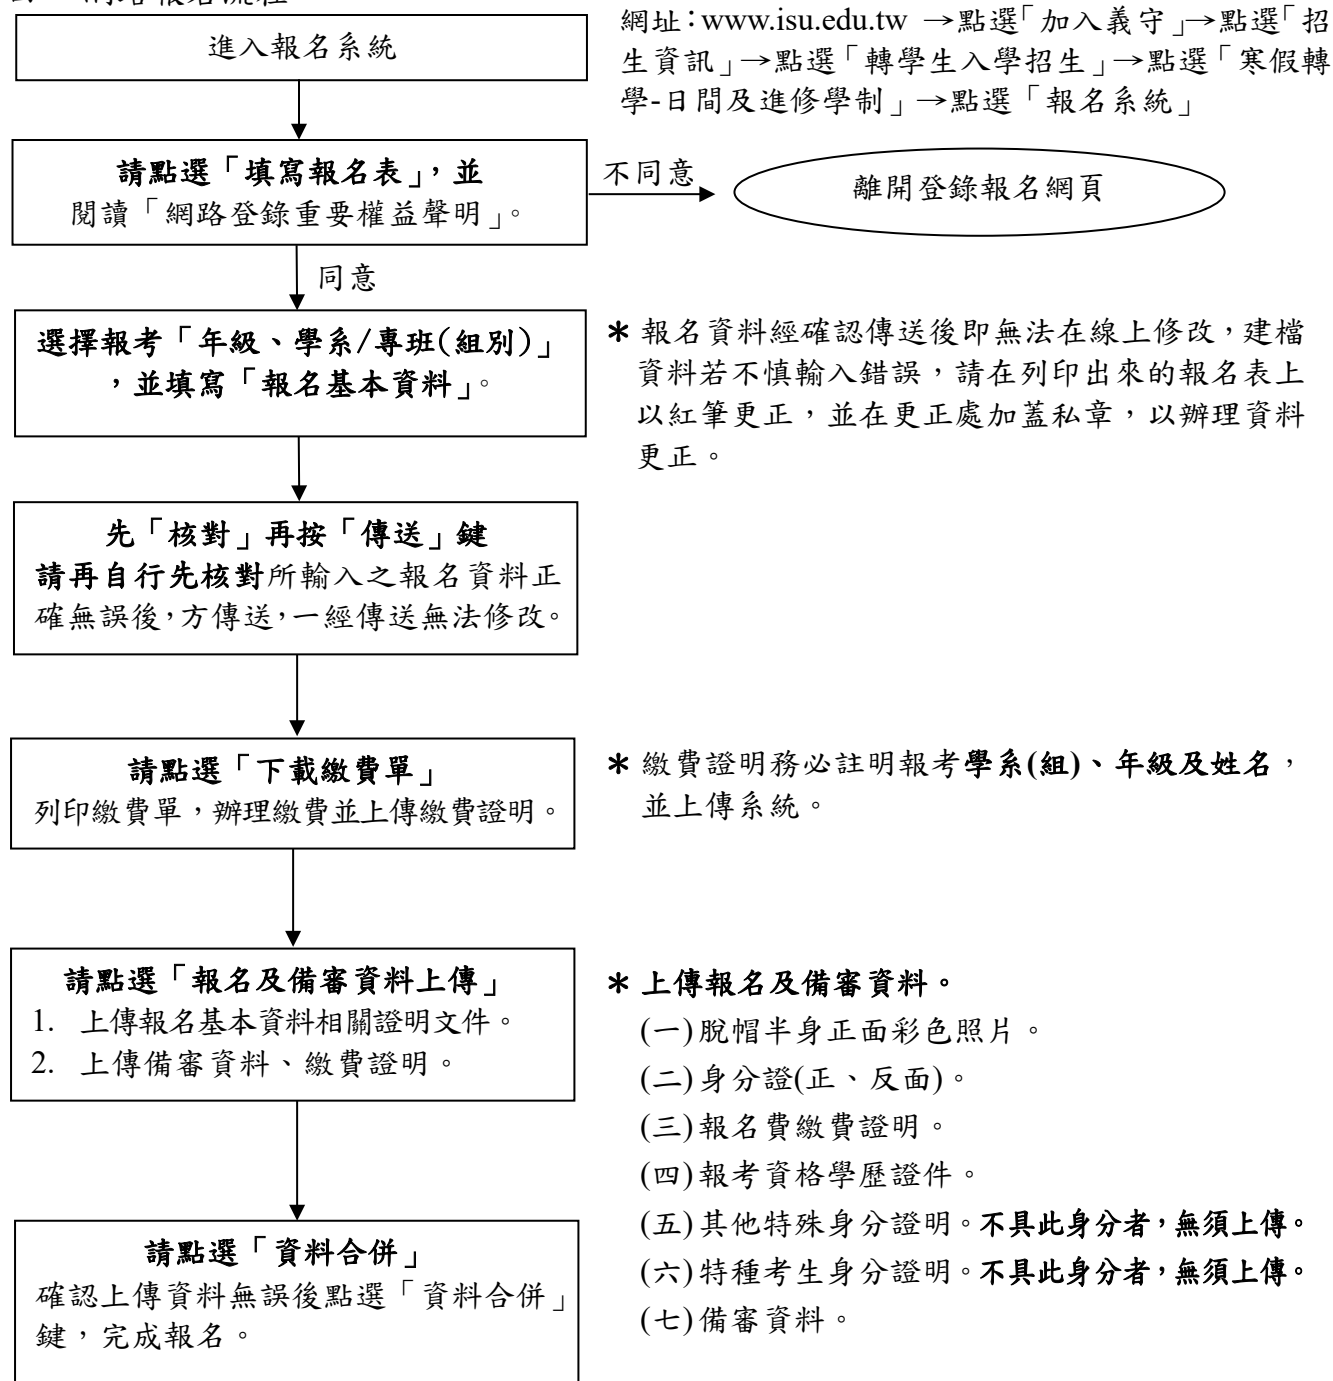 進入報名系統
網址：www.isu.edu.tw →點選「加入義守」→點選「招
生資訊」→點選「轉學生入學招生」→點選「寒假轉
學-日間及進修學制」→點選「報名系統」
請點選「填寫報名表」，並
閱讀「網路登錄重要權益聲明」。
不同意
離開登錄報名網頁
同意
選擇報考「年級、學系/專班(組別)」
，並填寫「報名基本資料」。
＊報名資料經確認傳送後即無法在線上修改，建檔
資料若不慎輸入錯誤，請在列印出來的報名表上
以紅筆更正，並在更正處加蓋私章，以辦理資料
更正。
先「核對」再按「傳送」鍵
請再自行先核對所輸入之報名資料正
確無誤後，方傳送，一經傳送無法修改。
請點選「下載繳費單」
列印繳費單，辦理繳費並上傳繳費證明。
＊繳費證明務必註明報考學系(組)、年級及姓名，
並上傳系統。
請點選「報名及備審資料上傳」
1. 上傳報名基本資料相關證明文件。
2. 上傳備審資料、繳費證明。
＊上傳報名及備審資料。
(一)脫帽半身正面彩色照片。
(二)身分證(正、反面)。
(三)報名費繳費證明。
(四)報考資格學歷證件。
(五)其他特殊身分證明。不具此身分者，無須上傳。
(六)特種考生身分證明。不具此身分者，無須上傳。
(七)備審資料。
請點選「資料合併」
確認上傳資料無誤後點選「資料合併」
鍵，完成報名。